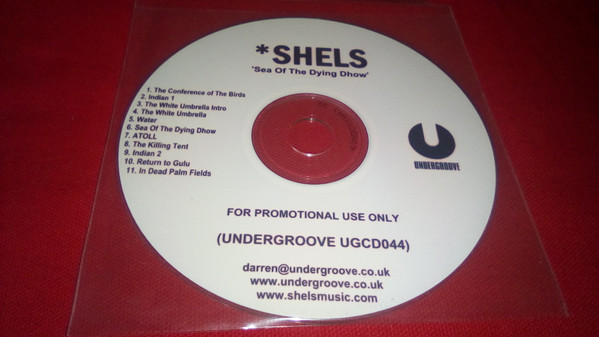 *SHELS
'Sea Of The Dying Dhow'
1. The Conference of The Birds
2. Indian 1
3. The White Umbrella Intro
4. The White Umbrella
5. Water
6. Sea Of The Dying Dhow
7. ATOLL
8. The Killing Tent
9. Indian 2
10. Return to Gulu
11. In Dead Palm Fields
UNDERGROOVE
FOR PROMOTIONAL USE ONLY
(UNDERGROOVE UGCD044)
darren@undergroove.co.uk
www.undergroove.co.uk
www.shelsmusic.com